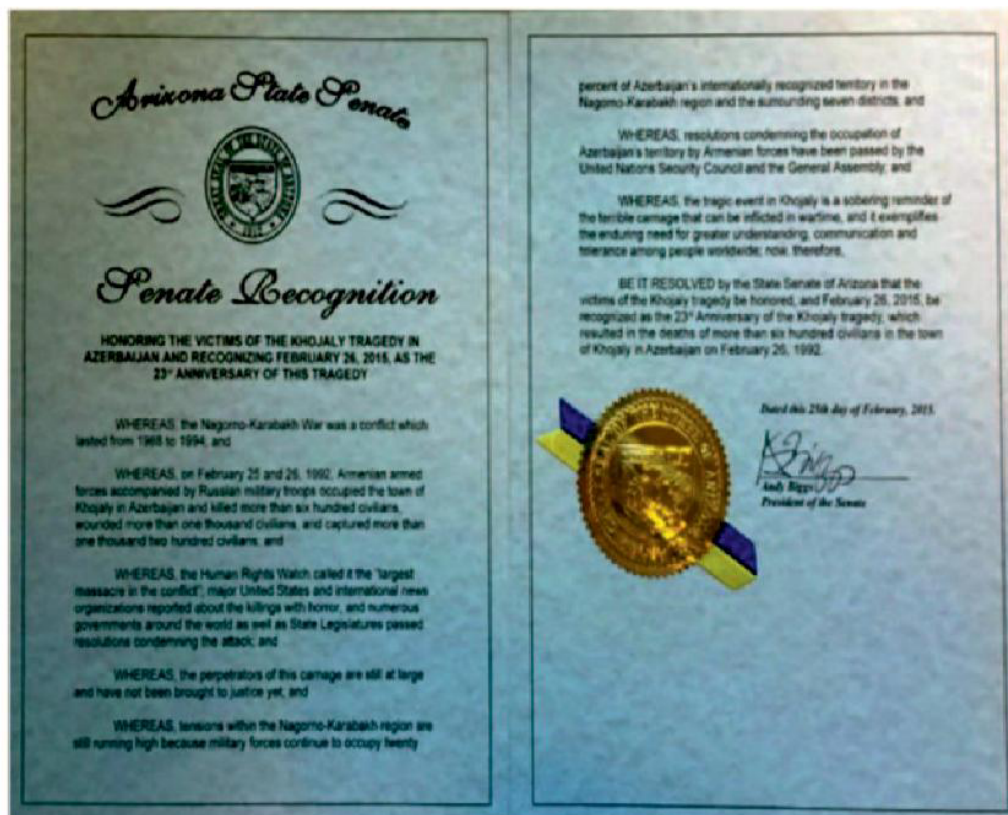 Arizona State Senate
Senate Recognition
HONORING THE VICTIMS OF THE KHOJALY TRAGEDY IN
AZERBAIJAN AND RECOGNIZING FEBRUARY 26, 2015, AS THE
23rd ANNIVERSARY OF THIS TRAGEDY
WHEREAS, the Nagorno-Karabakh War was a conflict which
lasted from 1988 to 1994; and
WHEREAS, on February 25 and 26, 1992, Armenian armed
forces accompanied by Russian military troops occupied the town of
Khojaly in Azerbaijan and killed more than six hundred civilians,
wounded more than one thousand civilians, and captured more than
one thousand two hundred civilians; and
WHEREAS, the Human Rights Watch called it the "largest
massacre in the conflict"; major United States and international news
organizations reported about the killings with horror, and numerous
governments around the world as well as State Legislatures passed
resolutions condemning the attack; and
WHEREAS, the perpetrators of this carnage are still at large
and have not been brought to justice yet; and
WHEREAS, tensions within the Nagorno-Karabakh region are
still running high because military forces continue to occupy twenty
percent of Azerbaijan's internationally recognized territory in the
Nagorno-Karabakh region and the surrounding seven districts; and
WHEREAS, resolutions condemning the occupation of
Azerbaijan's territory by Armenian forces have been passed by the
United Nations Security Council and the General Assembly; and
WHEREAS, the tragic event in Khojaly is a sobering reminder of
the terrible carnage that can be inflicted in wartime, and it exemplifies
the enduring need for greater understanding, communication and
tolerance among people worldwide; now, therefore,
BE IT RESOLVED by the State Senate of Arizona that the
victims of the Khojaly tragedy be honored, and February 26, 2015, be
recognized as the 23rd Anniversary of the Khojaly tragedy, which
resulted in the deaths of more than six hundred civilians in the town
of Khojaly in Azerbaijan on February 26, 1992.
Dated this 25th day of February, 2015.
Andy Biggs
President of the Senate